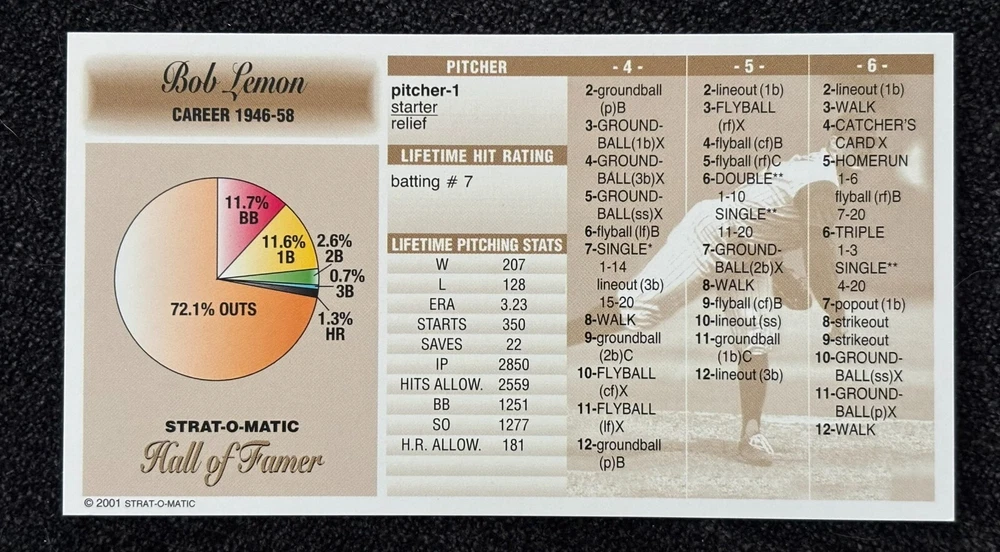 Bob Lemon
CAREER 1946-58
11.7%
BB
11.6%
1B
2.6%
2B
0.7%
3B
1.3%
HR
72.1% OUTS
STRAT-O-MATIC
Hall of Famer
© 2001 STRAT-O-MATIC
PITCHER
pitcher-1
starter
relief
LIFETIME HIT RATING
batting # 7
LIFETIME PITCHING STATS
W 207
L 128
ERA 3.23
STARTS 350
SAVES 22
IP 2850
HITS ALLOW. 2559
BB 1251
SO 1277
H.R. ALLOW. 181
- 4 -
2-groundball
(p)B
3-GROUND-
BALL(1b)X
4-GROUND-
BALL(3b)X
5-GROUND-
BALL(ss)X
6-flyball (lf)B
7-SINGLE*
1-14
lineout (3b)
15-20
8-WALK
9-groundball
(2b)C
10-FLYBALL
(cf)X
11-FLYBALL
(lf)X
12-groundball
(p)B
- 5 -
2-lineout (1b)
3-FLYBALL
(rf)X
4-flyball (cf)B
5-flyball (rf)C
6-DOUBLE**
1-10
SINGLE**
11-20
7-GROUND-
BALL(2b)X
8-WALK
9-flyball (cf)B
10-lineout (ss)
11-groundball
(1b)C
12-lineout (3b)
- 6 -
2-lineout (1b)
3-WALK
4-CATCHER'S
CARD X
5-HOMERUN
1-6
flyball (rf)B
7-20
6-TRIPLE
1-3
SINGLE**
4-20
7-popout (1b)
8-strikeout
9-strikeout
10-GROUND-
BALL(ss)X
11-GROUND-
BALL(p)X
12-WALK